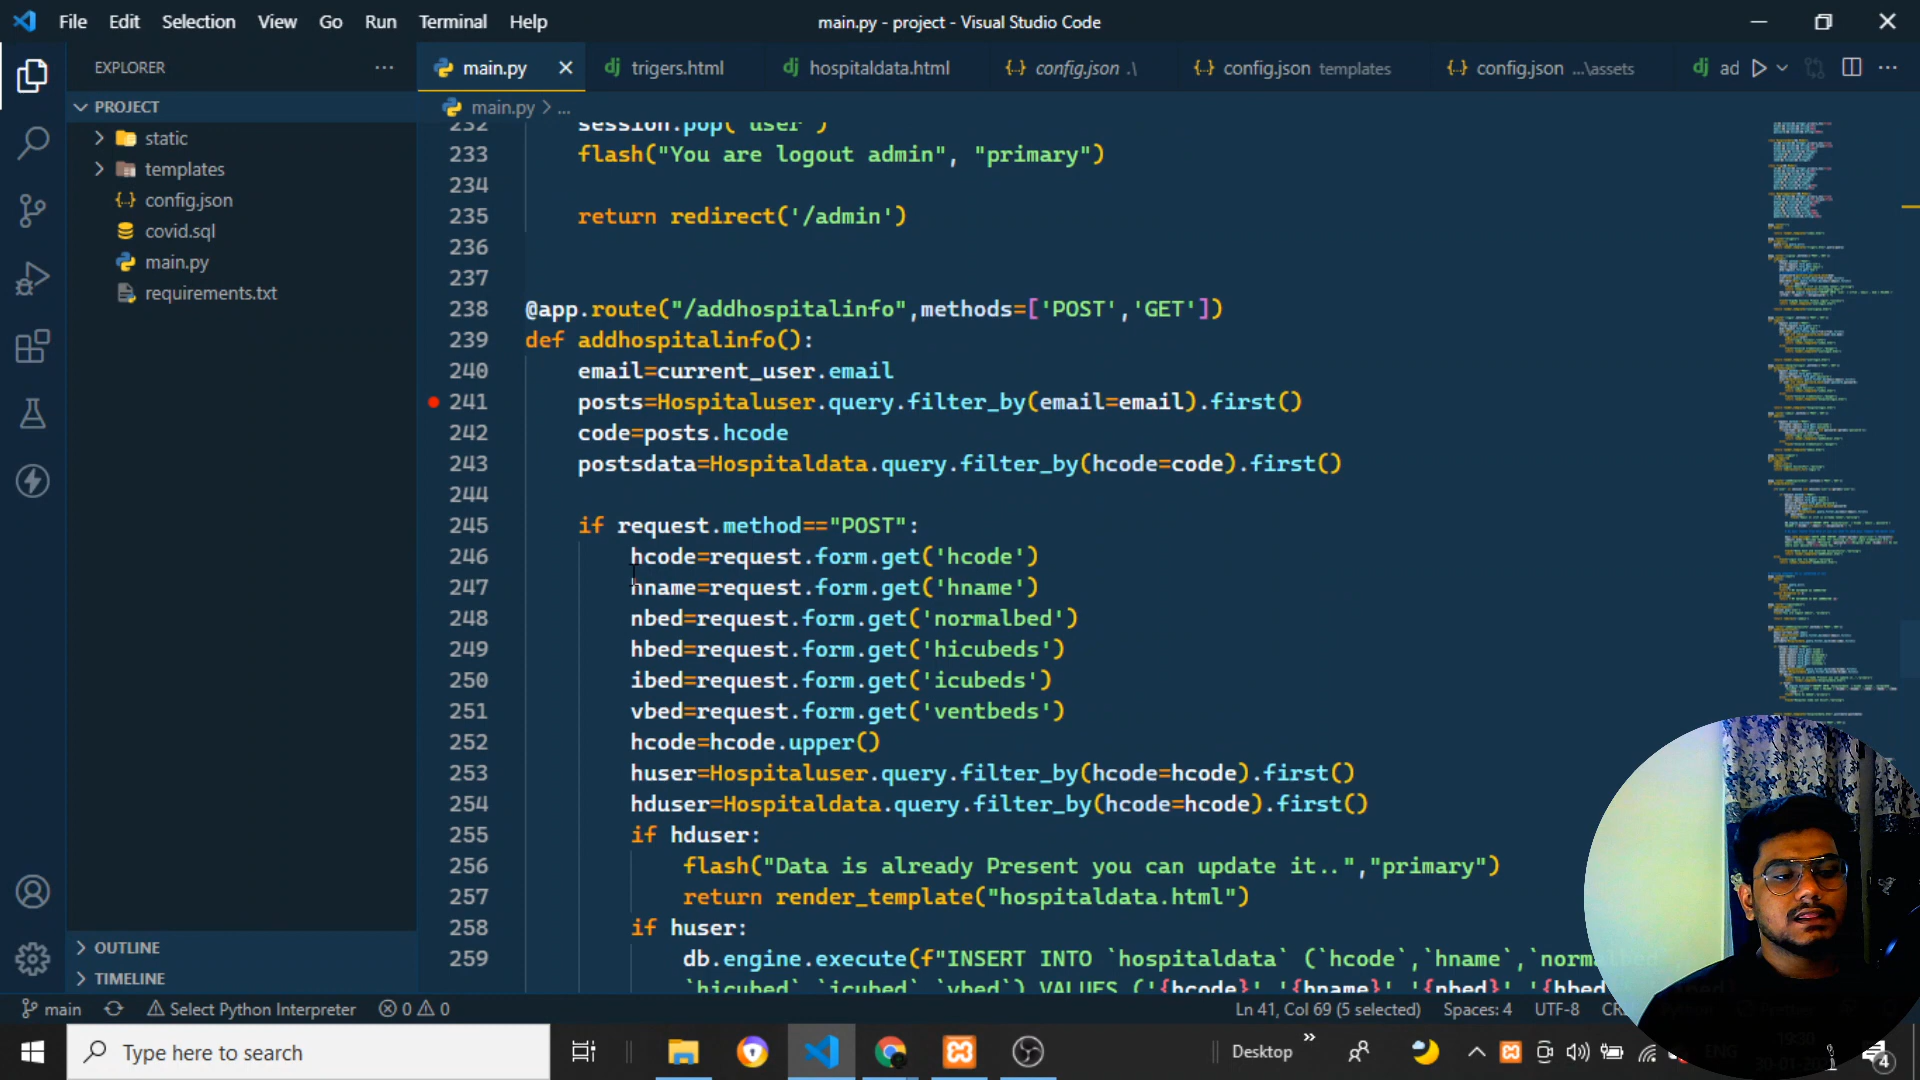 File Edit Selection View Go Run Terminal Help
main.py - project - Visual Studio Code
EXPLORER
PROJECT
static
templates
config.json
covid.sql
main.py
requirements.txt
OUTLINE
TIMELINE
main.py
trigers.html
hospitaldata.html
config.json .\
config.json templates
config.json ...\assets
ad
main.py > ...
232 session.pop('user')
233 flash("You are logout admin", "primary")
234
235 return redirect('/admin')
236
237
238 @app.route("/addhospitalinfo",methods=['POST','GET'])
239 def addhospitalinfo():
240 email=current_user.email
241 posts=Hospitaluser.query.filter_by(email=email).first()
242 code=posts.hcode
243 postsdata=Hospitaldata.query.filter_by(hcode=code).first()
244
245 if request.method=="POST":
246 hcode=request.form.get('hcode')
247 hname=request.form.get('hname')
248 nbed=request.form.get('normalbed')
249 hbed=request.form.get('hicubeds')
250 ibed=request.form.get('icubeds')
251 vbed=request.form.get('ventbeds')
252 hcode=hcode.upper()
253 huser=Hospitaluser.query.filter_by(hcode=hcode).first()
254 hduser=Hospitaldata.query.filter_by(hcode=hcode).first()
255 if hduser:
256 flash("Data is already Present you can update it..","primary")
257 return render_template("hospitaldata.html")
258 if huser:
259 db.engine.execute(f"INSERT INTO `hospitaldata` (`hcode`,`hname`,`
`hicubed`,`icubed`,`vbed`) VALUES ('{hcode}','{hname}','{nbed}','{hbed
main
Select Python Interpreter
0 0
Ln 41, Col 69 (5 selected) Spaces: 4 UTF-8
Type here to search
Desktop
4